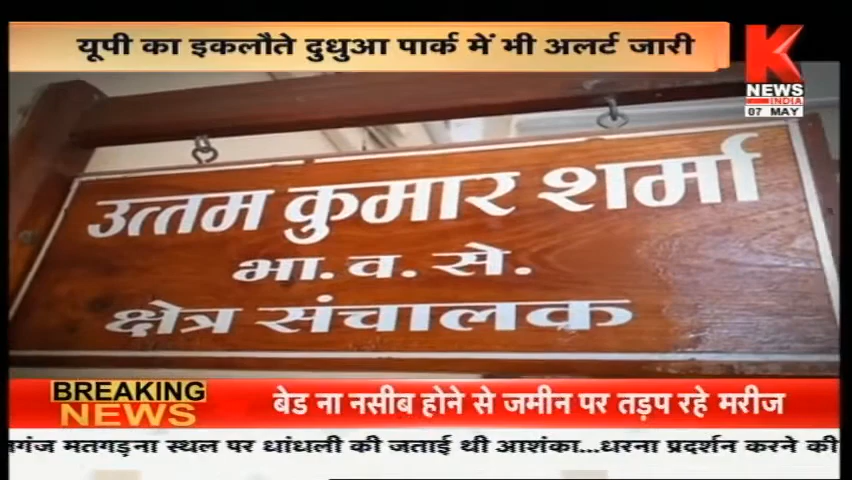 यूपी का इकलौते दुधुआ पार्क में भी अलर्ट जारी
K
NEWS
INDIA
07 MAY
उत्तम कुमार शर्मा
भा. व. से.
क्षेत्र संचालक
BREAKING
NEWS
बेड ना नसीब होने से जमीन पर तड़प रहे मरीज
मतगड़ना स्थल पर धांधली की जताई थी आशंका...धरना प्रदर्शन करने की